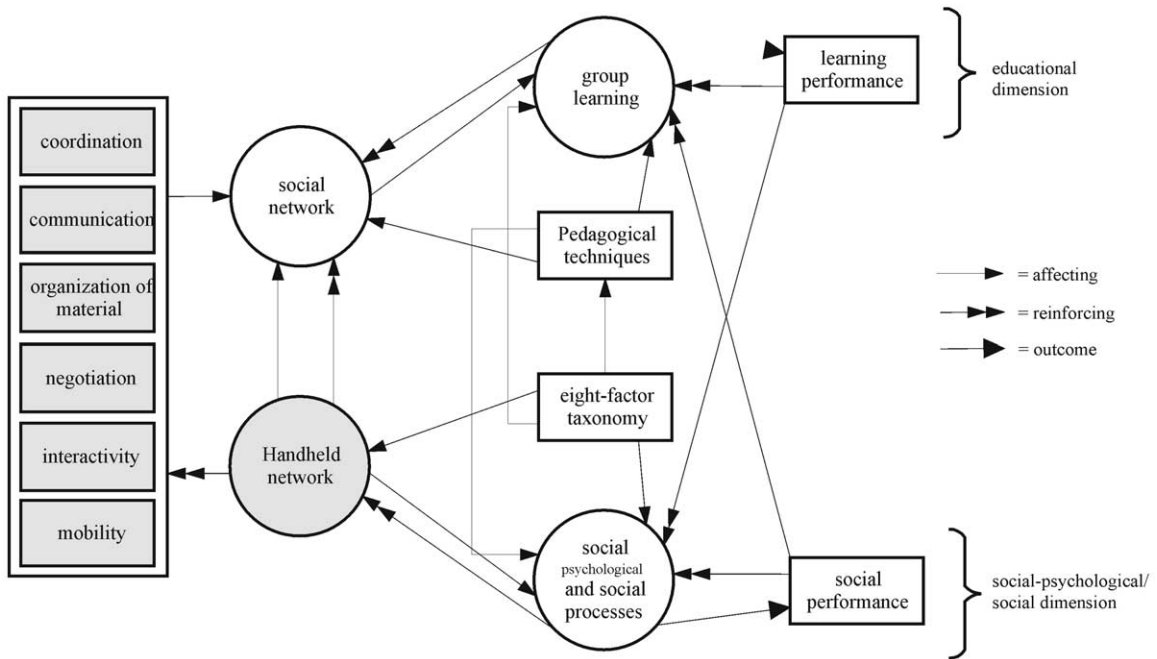 coordination
communication
organization of
material
negotiation
interactivity
mobility
social
network
Handheld
network
group
learning
Pedagogical
techniques
eight-factor
taxonomy
social
psychological
and social
processes
learning
performance
social
performance
educational
dimension
= affecting
= reinforcing
= outcome
social-psychological/
social dimension